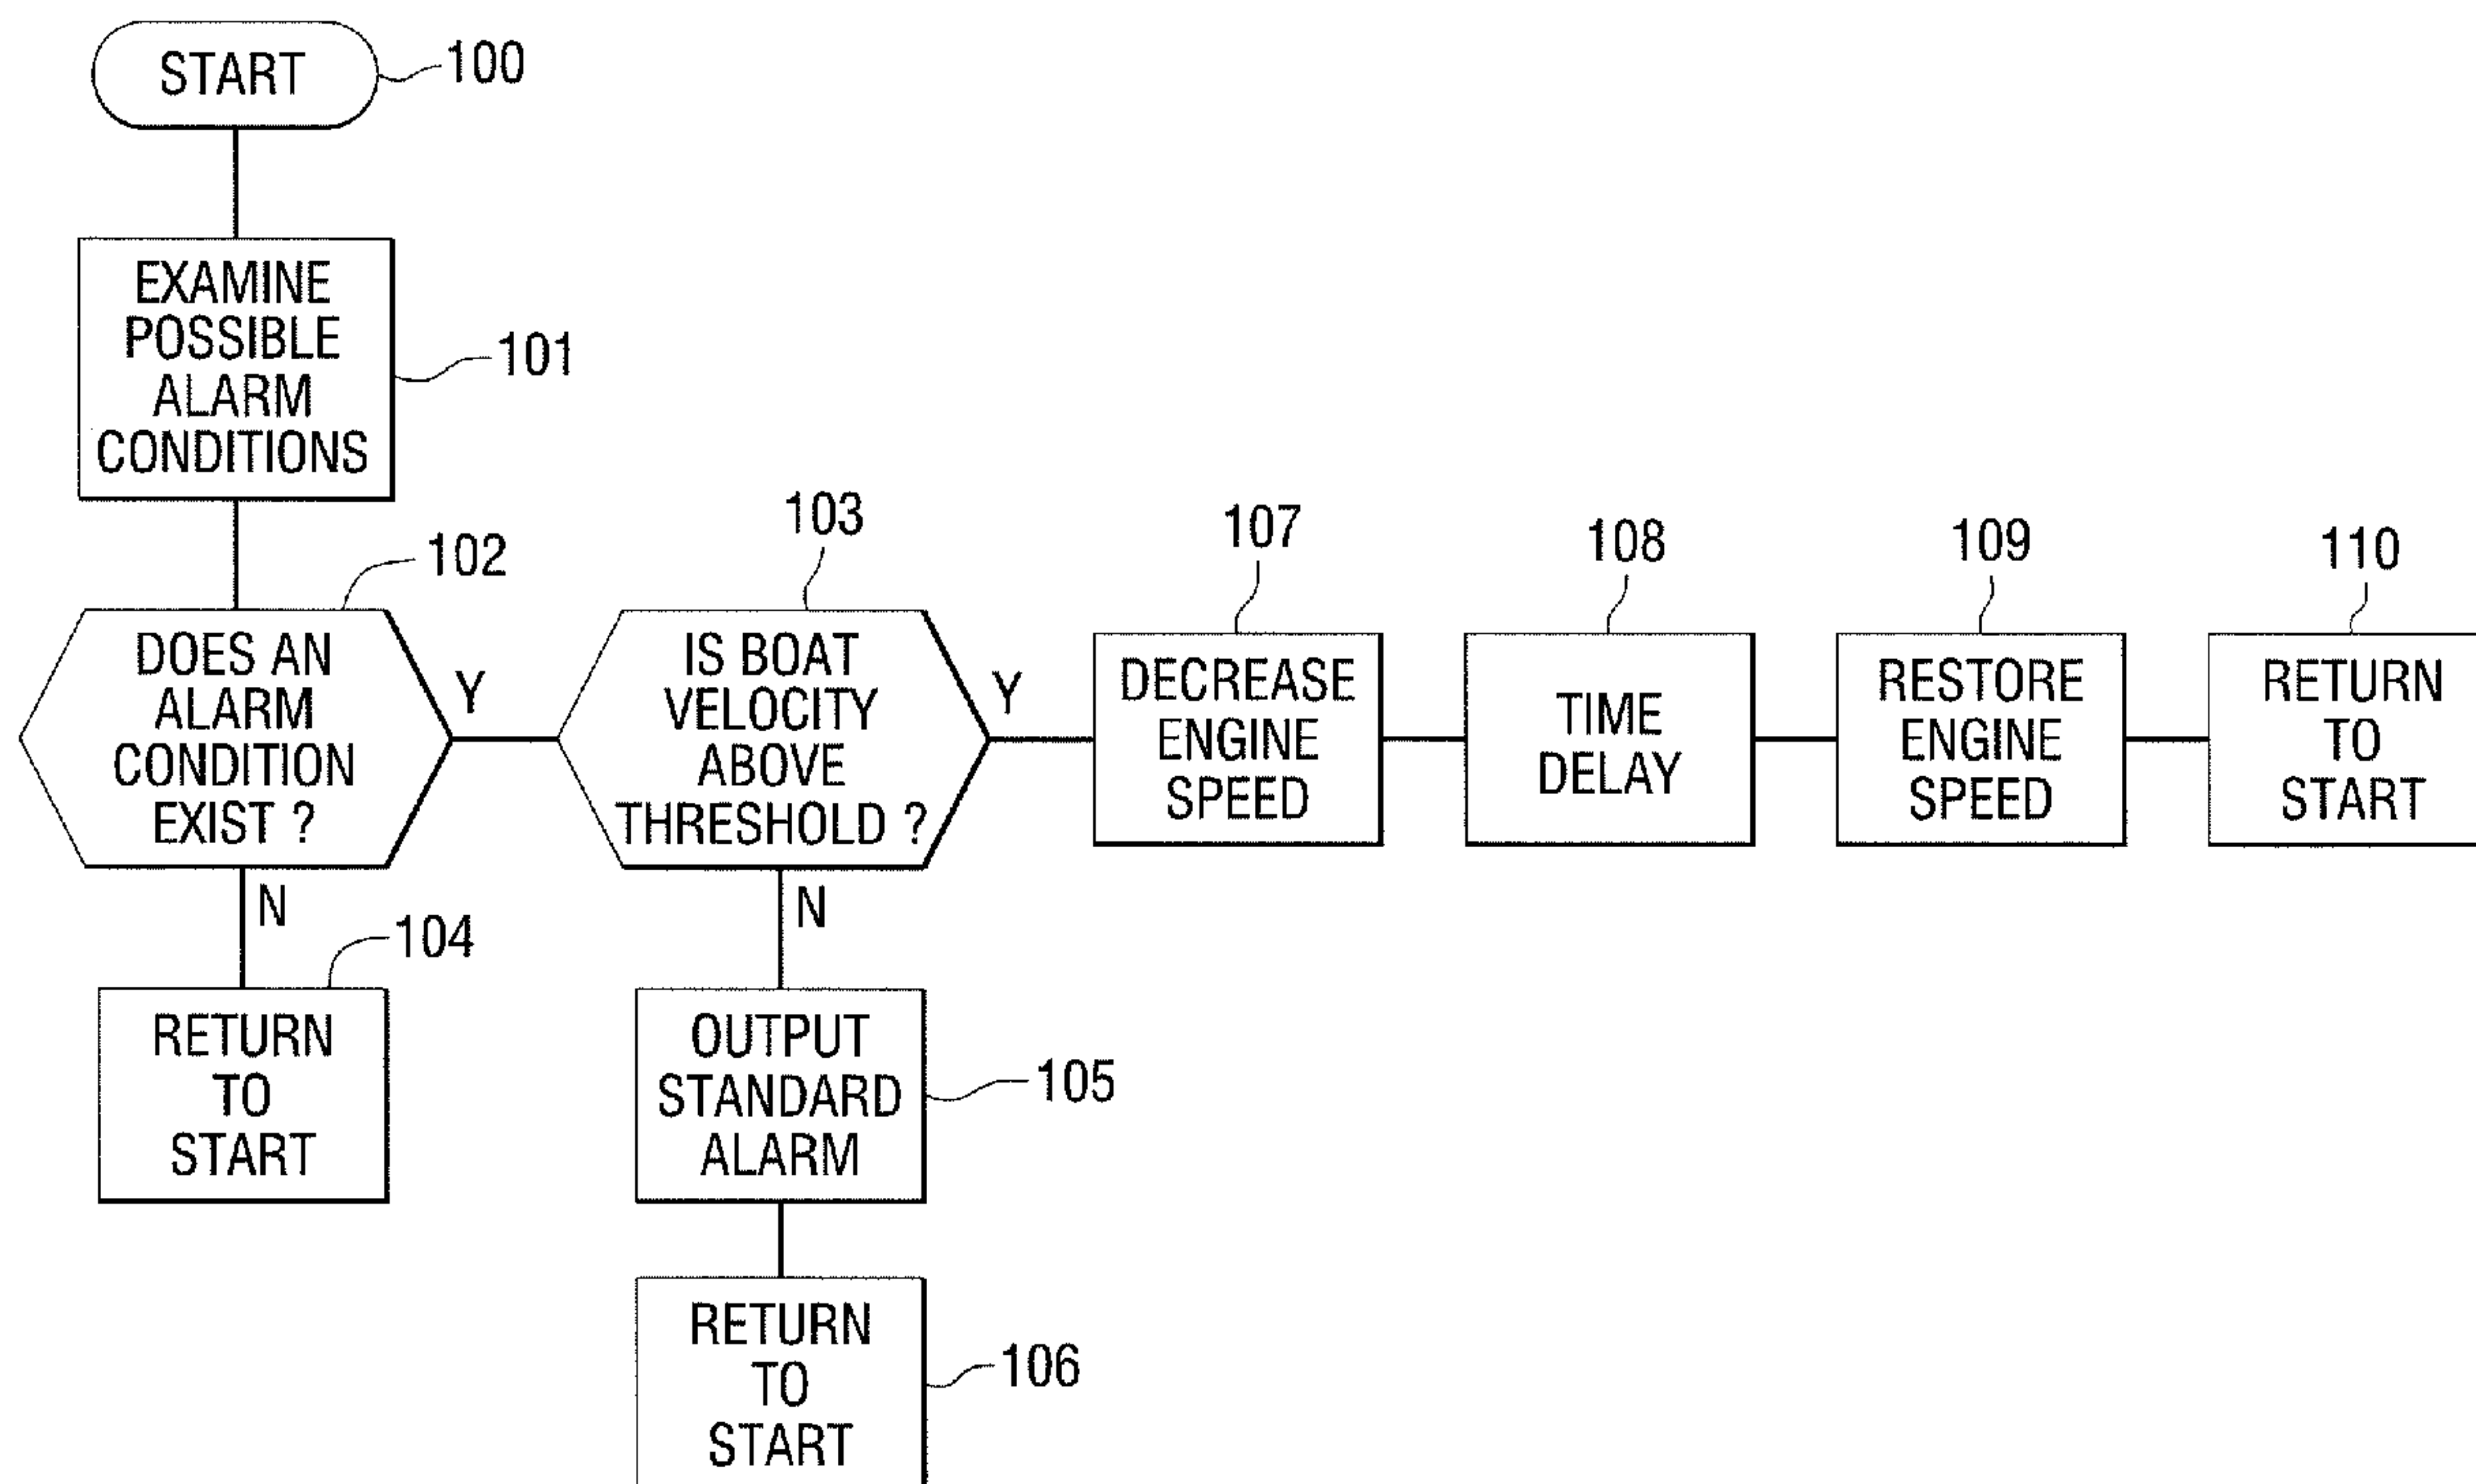 START
100
EXAMINE
POSSIBLE
ALARM
CONDITIONS
101
DOES AN
ALARM
CONDITION
EXIST ?
102
Y
N
IS BOAT
VELOCITY
ABOVE
THRESHOLD ?
103
Y
N
DECREASE
ENGINE
SPEED
107
TIME
DELAY
108
RESTORE
ENGINE
SPEED
109
RETURN
TO
START
110
RETURN
TO
START
104
OUTPUT
STANDARD
ALARM
105
RETURN
TO
START
106